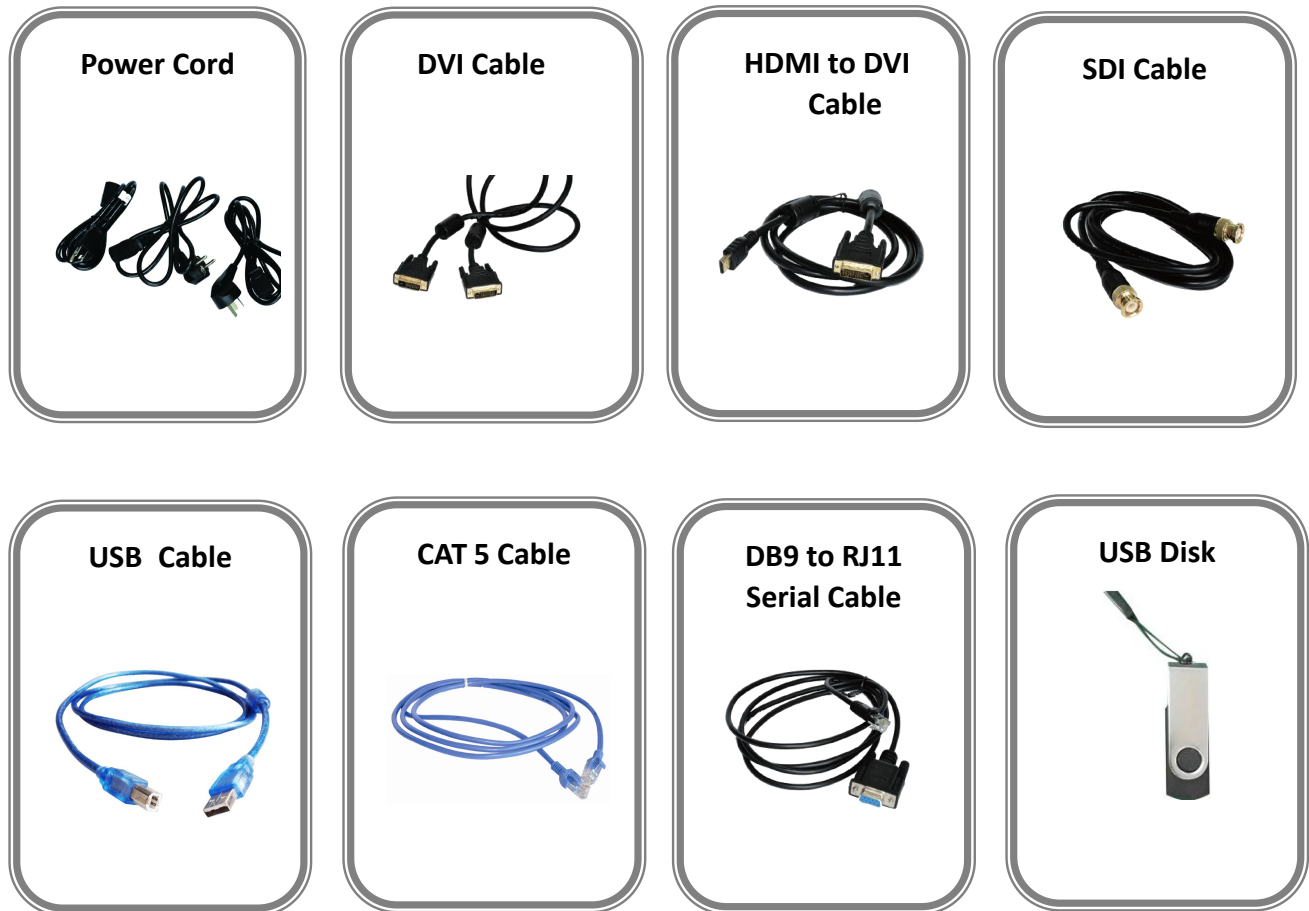 Power Cord
DVI Cable
HDMI to DVI
Cable
SDI Cable
USB Cable
CAT 5 Cable
DB9 to RJ11
Serial Cable
USB Disk